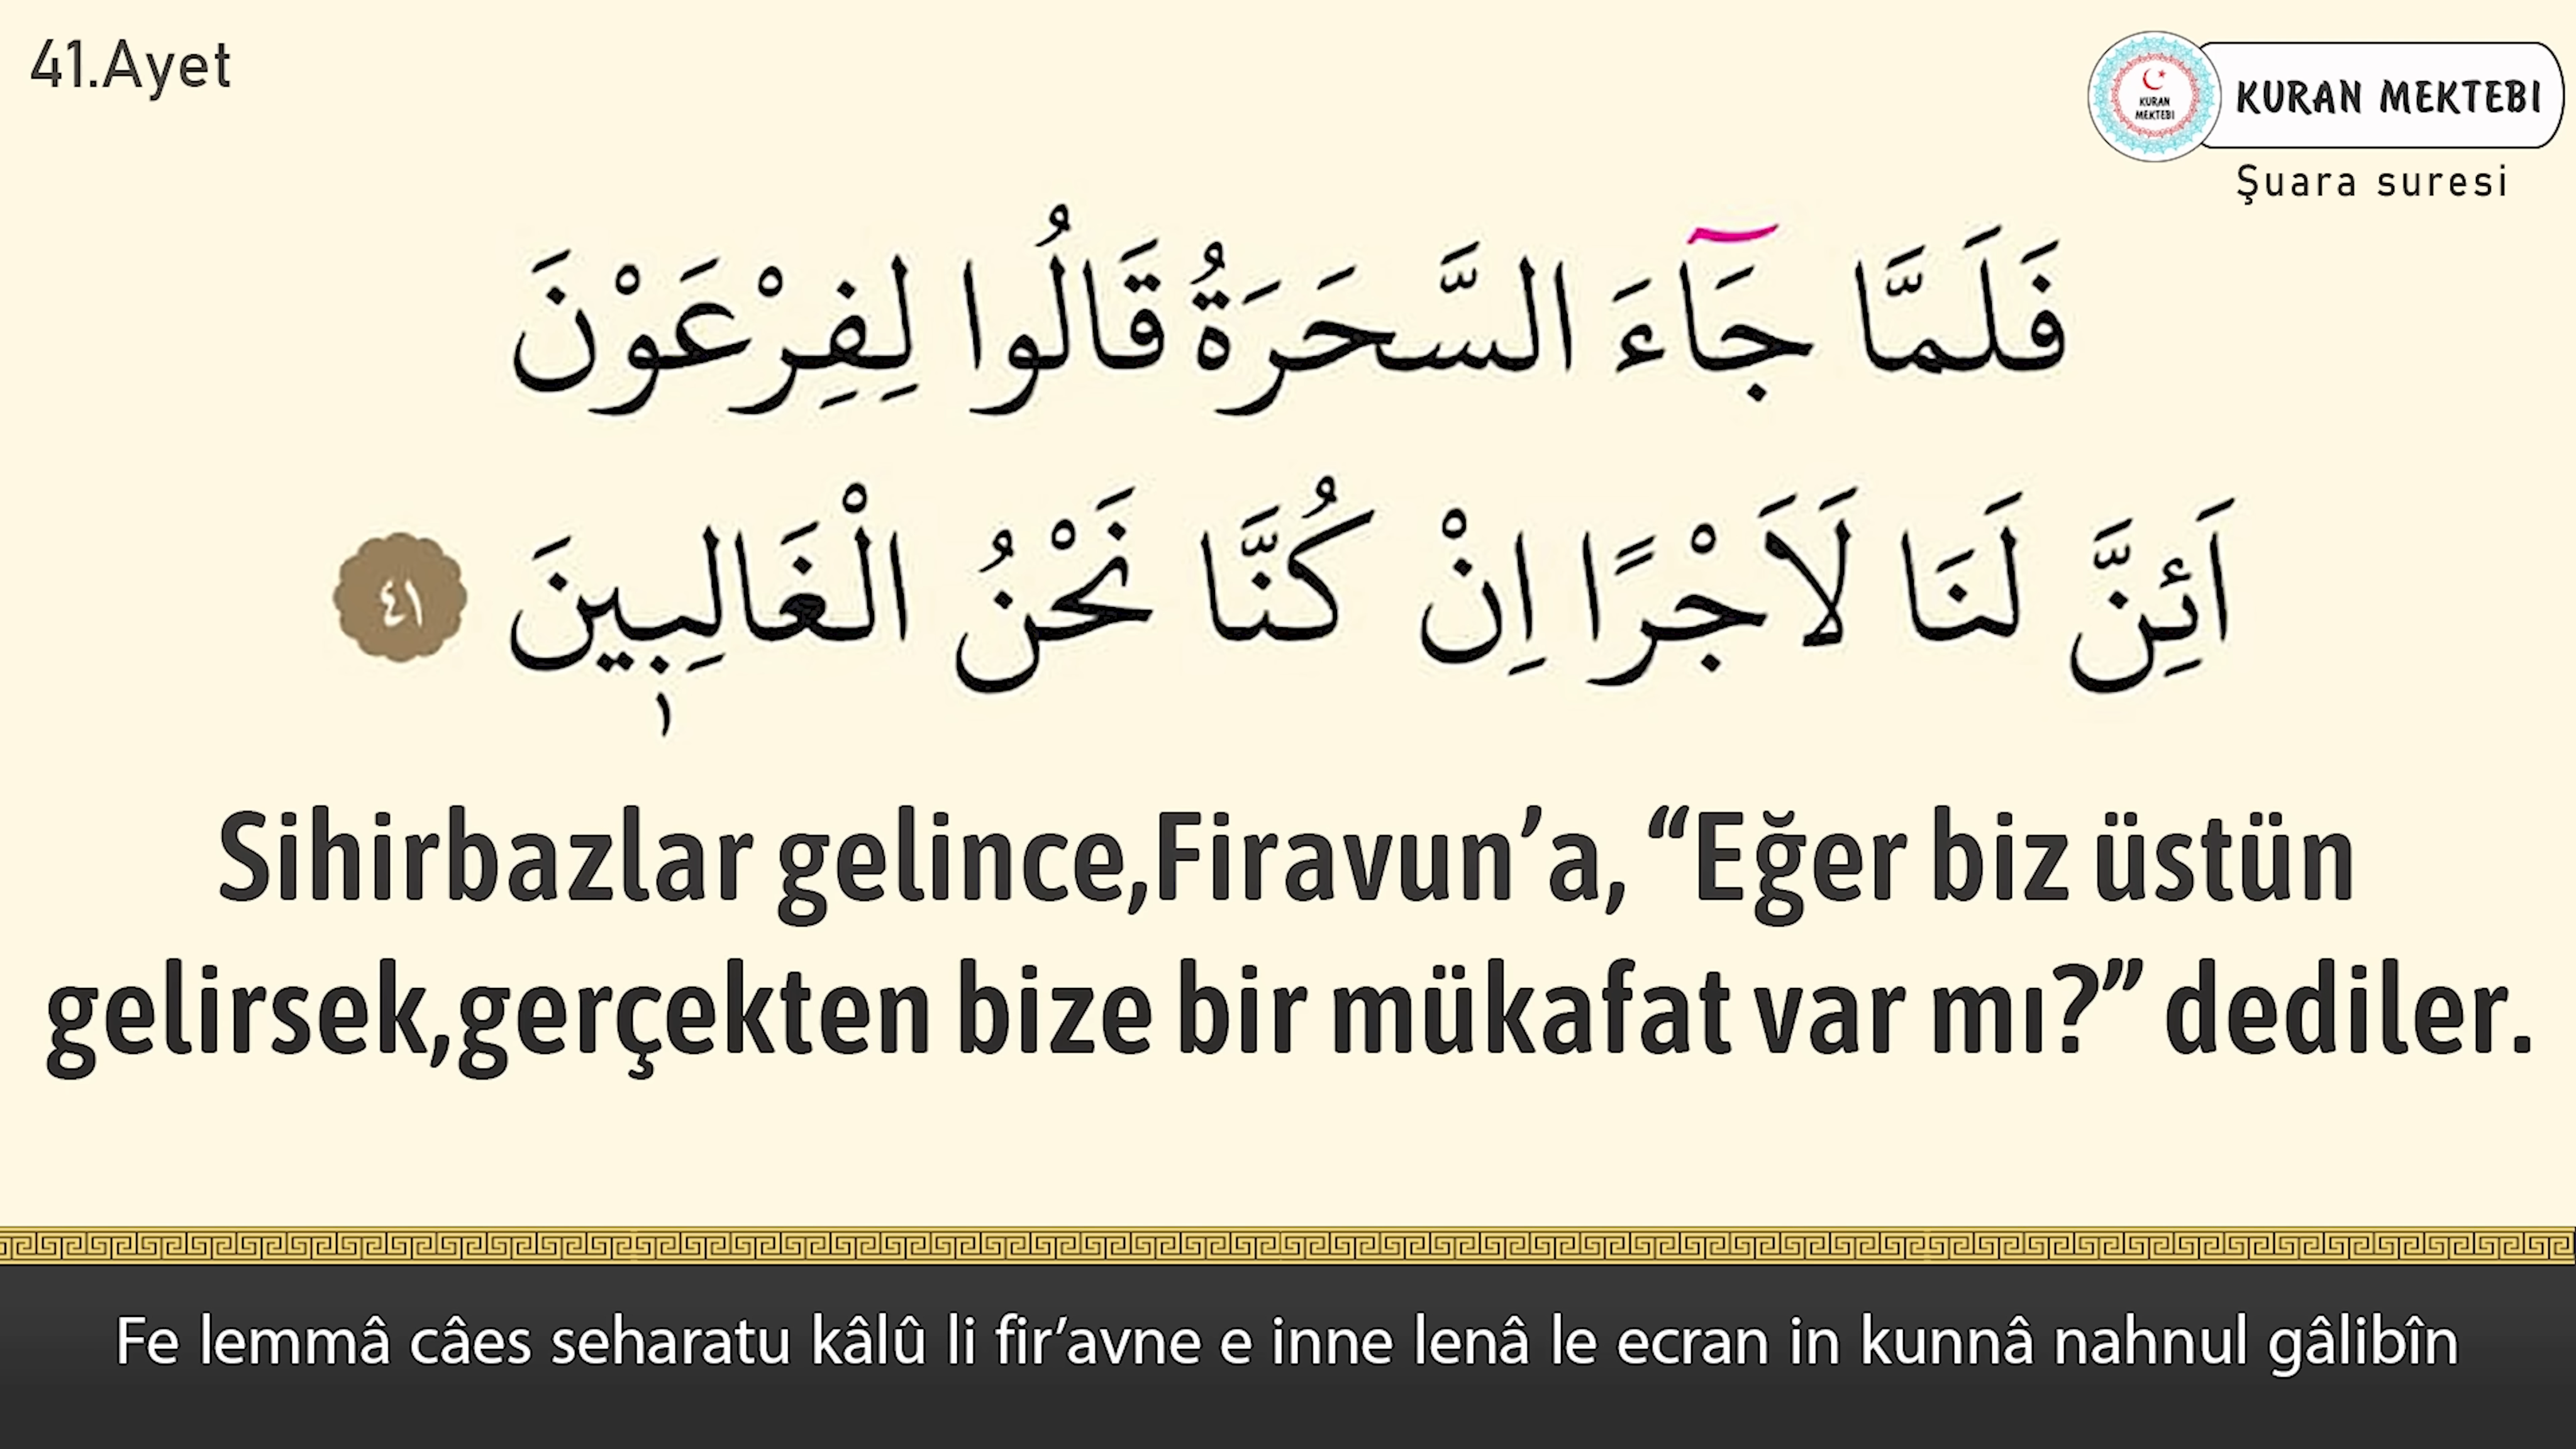 41.Ayet
KURAN MEKTEBI
KURAN
MEKTEBI
Şuara suresi
فَلَمَّا جَٓاءَ السَّحَرَةُ قَالُوا لِفِرْعَوْنَ
اَئِنَّ لَنَا لَاَجْرًا اِنْ كُنَّا نَحْنُ الْغَالِبٖينَ ٤١
Sihirbazlar gelince,Firavun’a, “Eğer biz üstün
gelirsek,gerçekten bize bir mükafat var mı?” dediler.
Fe lemmâ câes seharatu kâlû li fir’avne e inne lenâ le ecran in kunnâ nahnul gâlibîn